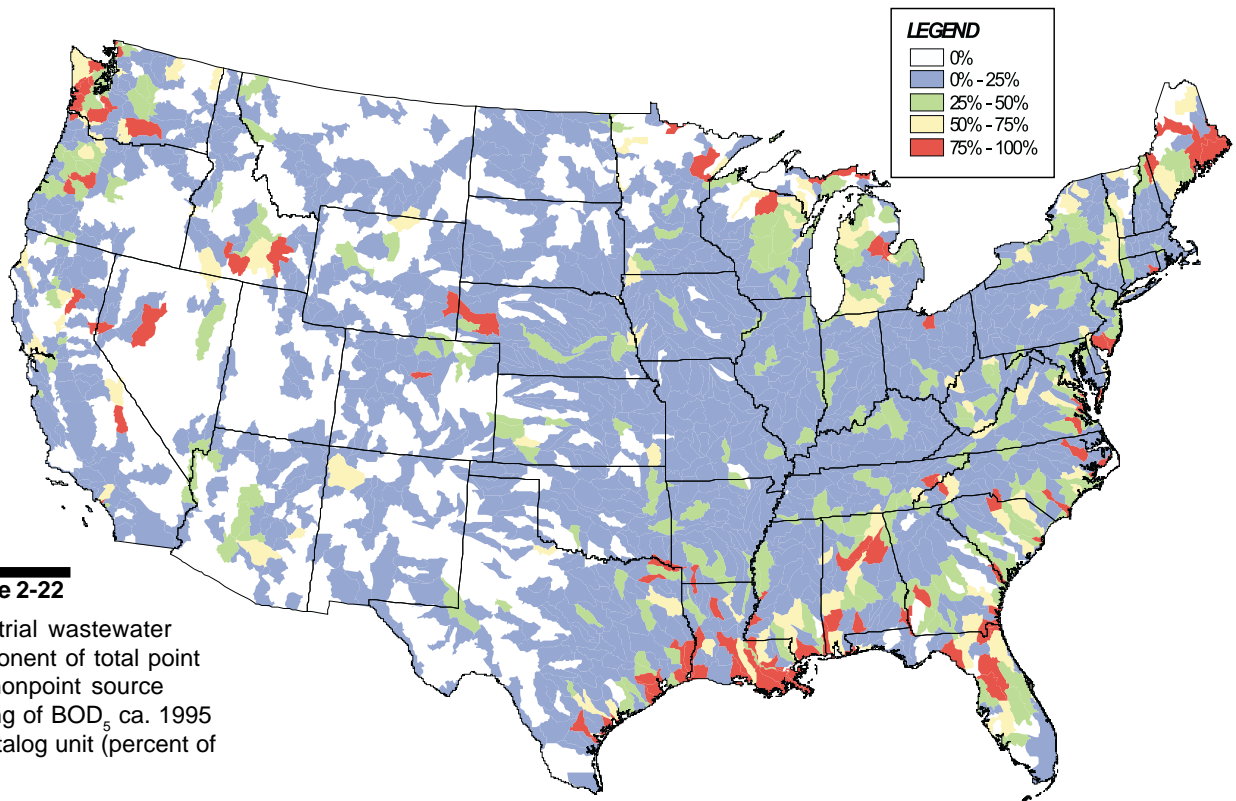 LEGEND
0%
0% - 25%
25% - 50%
50% - 75%
75% - 100%
e 2-22
trial wastewater
onent of total point
nonpoint source
ng of BOD5 ca. 1995
talog unit (percent of